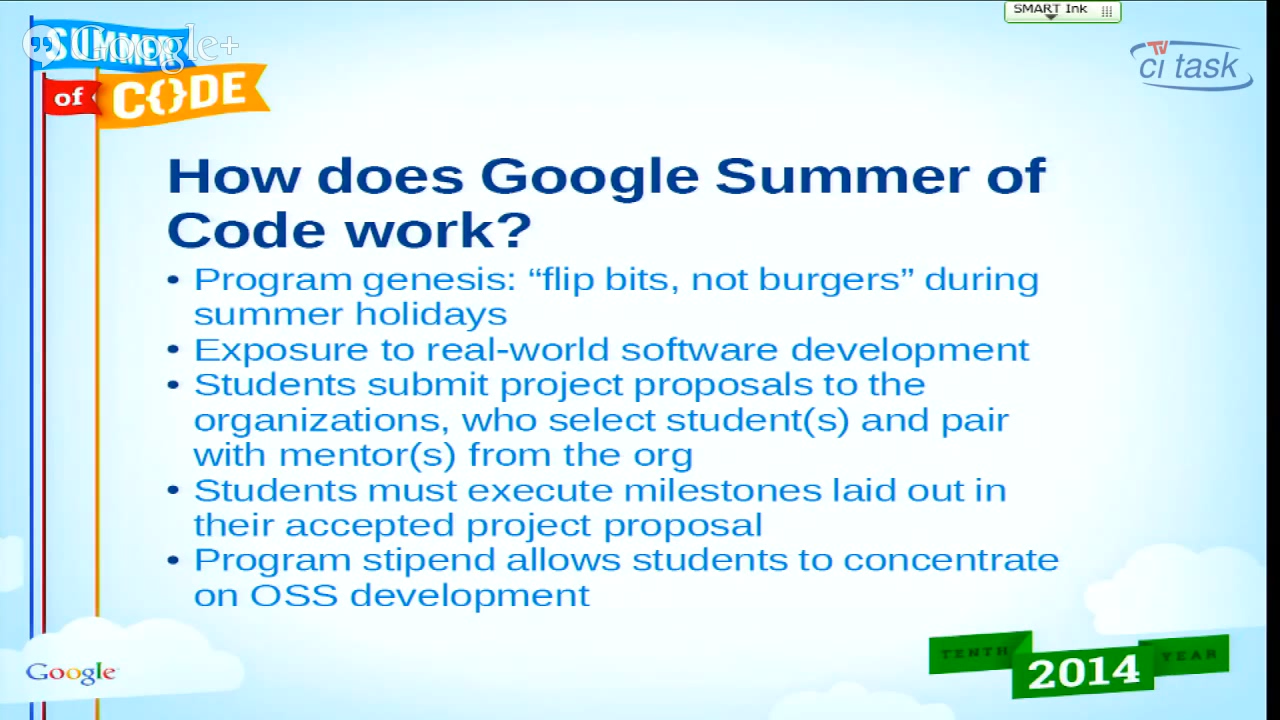 SMART Ink
Google+
SUMMER
of CODE
TV
ci task
How does Google Summer of
Code work?
• Program genesis: “flip bits, not burgers” during
summer holidays
• Exposure to real-world software development
• Students submit project proposals to the
organizations, who select student(s) and pair
with mentor(s) from the org
• Students must execute milestones laid out in
their accepted project proposal
• Program stipend allows students to concentrate
on OSS development
Google
TENTH 2014 YEAR